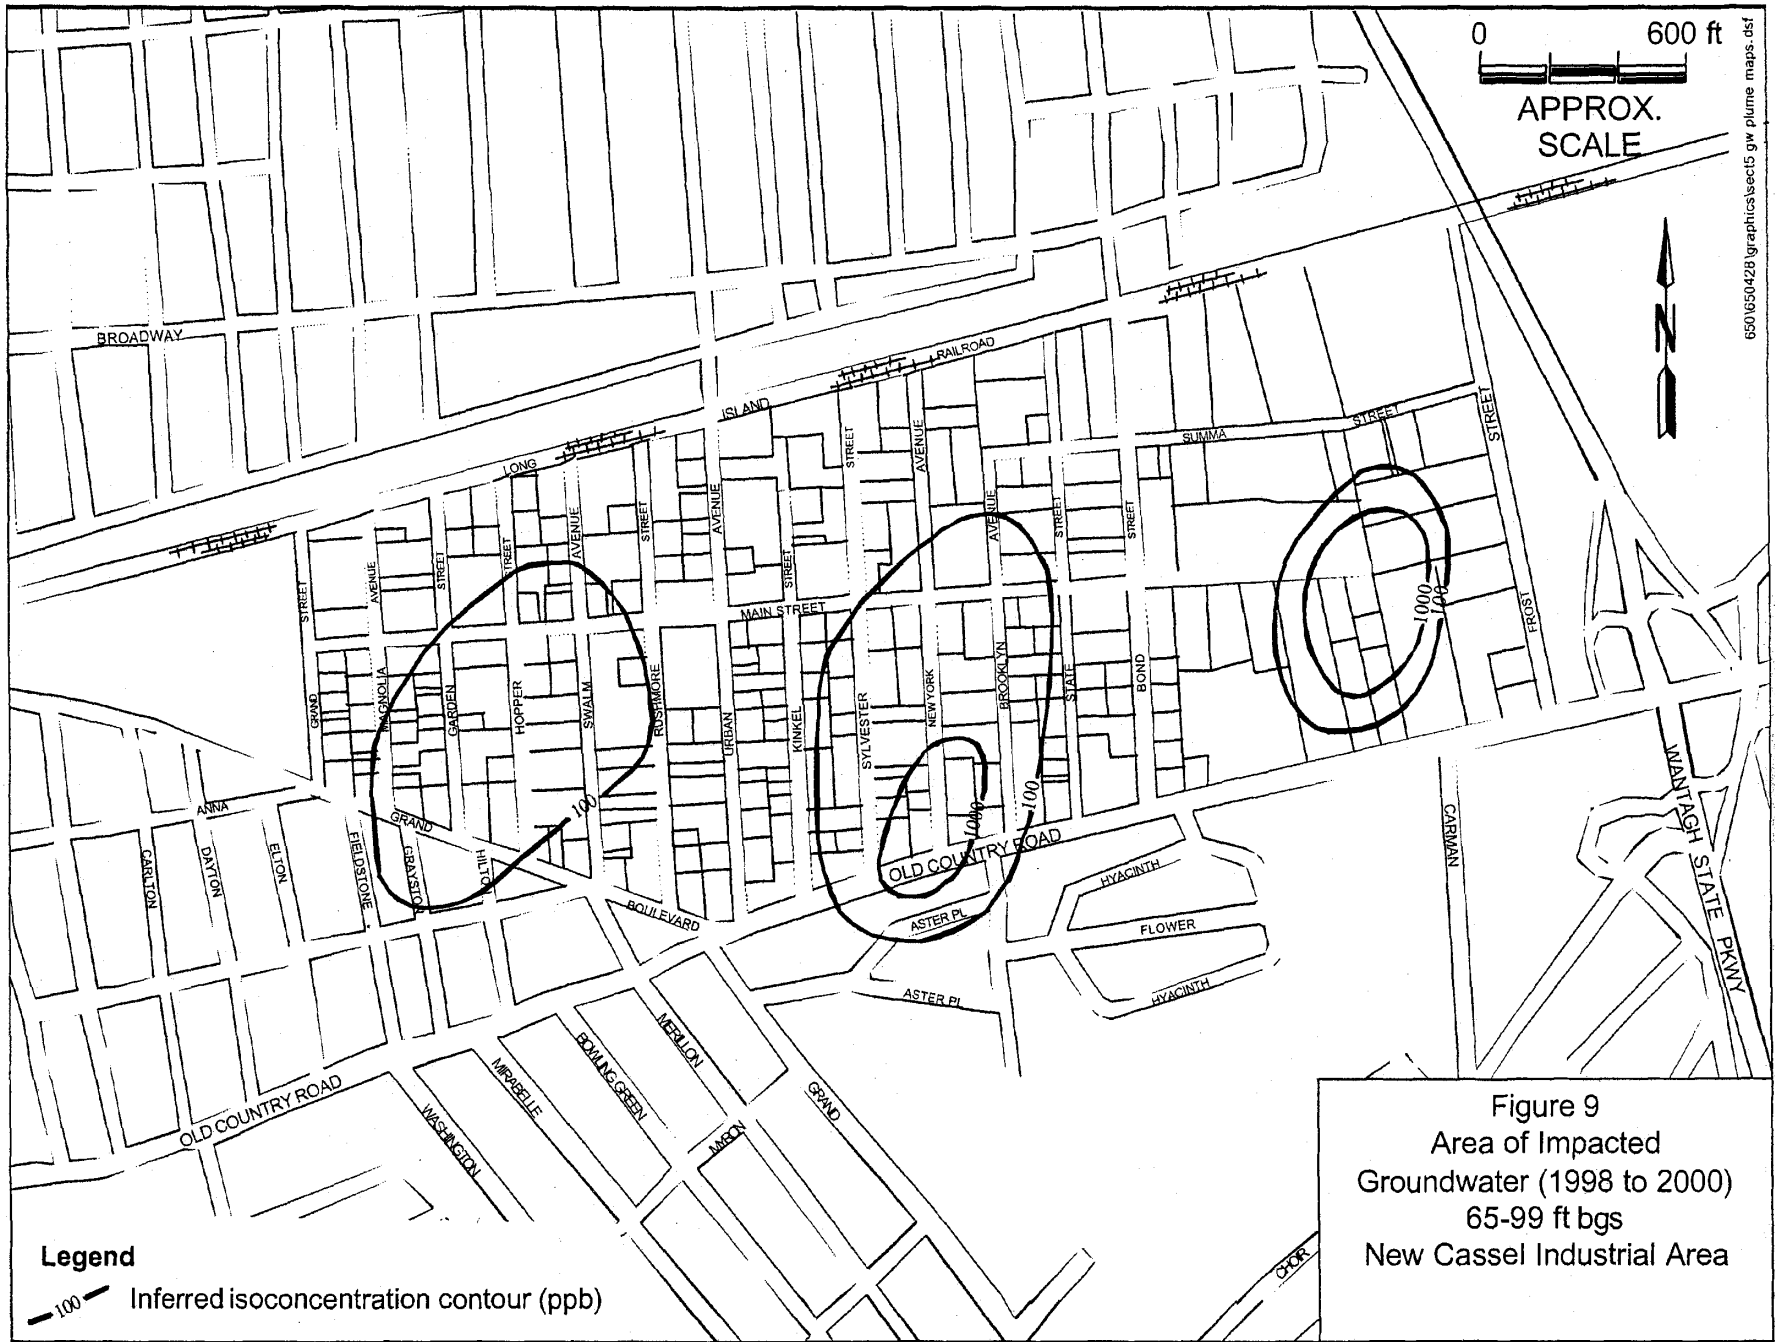 0 600 ft
APPROX.
SCALE
650\650428\graphics\sect5 gw plume maps.dsf
N
BROADWAY
LONG
ISLAND
RAILROAD
SUMMA
STREET
STREET
FROST
STREET
GRAND
AVENUE
MAGNOLIA
STREET
GARDEN
STREET
HOPPER
AVENUE
SWALM
STREET
RUSHMORE
AVENUE
URBAN
STREET
KINKEL
STREET
SYLVESTER
AVENUE
NEW YORK
AVENUE
BROOKLYN
STREET
STATE
STREET
BOND
MAIN STREET
100
1000
100
1000
100
ANNA
GRAND
BOULEVARD
CARLTON
DAYTON
ELTON
FIELDSTONE
GRAYSTO
HILTO
OLD COUNTRY ROAD
ASTER PL
ASTER PL
HYACINTH
FLOWER
HYACINTH
CARMAN
WANTAGH STATE PKWY
OLD COUNTRY ROAD
WASHINGTON
MIRABELLE
BOWLING GREEN
MERILLON
MYRON
GRAND
CHOIR
Legend
100 Inferred isoconcentration contour (ppb)
Figure 9
Area of Impacted
Groundwater (1998 to 2000)
65-99 ft bgs
New Cassel Industrial Area